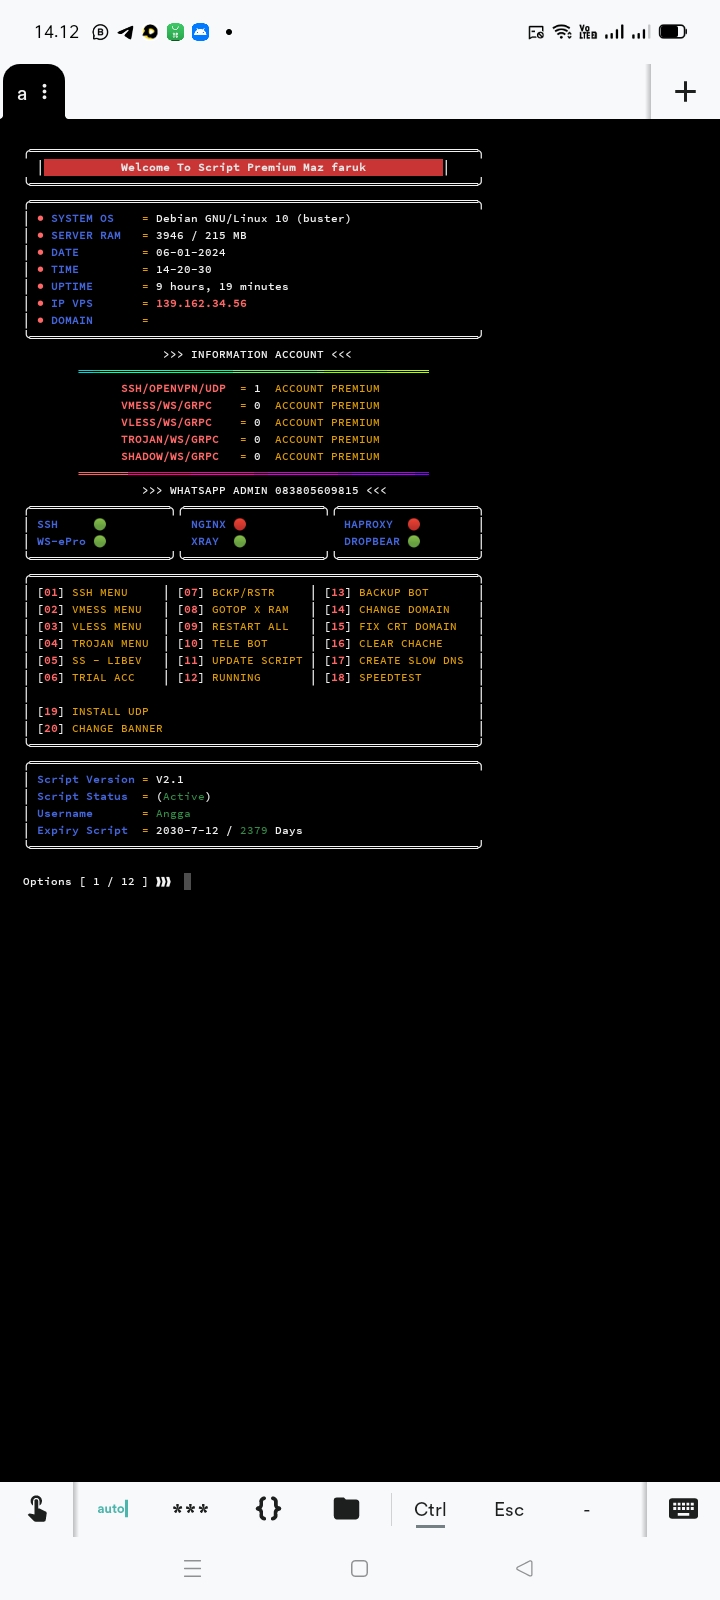 14.12
VoLTE2
a
Welcome To Script Premium Maz faruk
SYSTEM OS = Debian GNU/Linux 10 (buster)
SERVER RAM = 3946 / 215 MB
DATE = 06-01-2024
TIME = 14-20-30
UPTIME = 9 hours, 19 minutes
IP VPS = 139.162.34.56
DOMAIN =
>>> INFORMATION ACCOUNT <<<
SSH/OPENVPN/UDP = 1 ACCOUNT PREMIUM
VMESS/WS/GRPC = 0 ACCOUNT PREMIUM
VLESS/WS/GRPC = 0 ACCOUNT PREMIUM
TROJAN/WS/GRPC = 0 ACCOUNT PREMIUM
SHADOW/WS/GRPC = 0 ACCOUNT PREMIUM
>>> WHATSAPP ADMIN 083805609815 <<<
SSH NGINX HAPROXY
WS-ePro XRAY DROPBEAR
[01] SSH MENU [07] BCKP/RSTR [13] BACKUP BOT
[02] VMESS MENU [08] GOTOP X RAM [14] CHANGE DOMAIN
[03] VLESS MENU [09] RESTART ALL [15] FIX CRT DOMAIN
[04] TROJAN MENU [10] TELE BOT [16] CLEAR CHACHE
[05] SS - LIBEV [11] UPDATE SCRIPT [17] CREATE SLOW DNS
[06] TRIAL ACC [12] RUNNING [18] SPEEDTEST
[19] INSTALL UDP
[20] CHANGE BANNER
Script Version = V2.1
Script Status = (Active)
Username = Angga
Expiry Script = 2030-7-12 / 2379 Days
Options [ 1 / 12 ] ❱❱❱
auto *** {} Ctrl Esc -